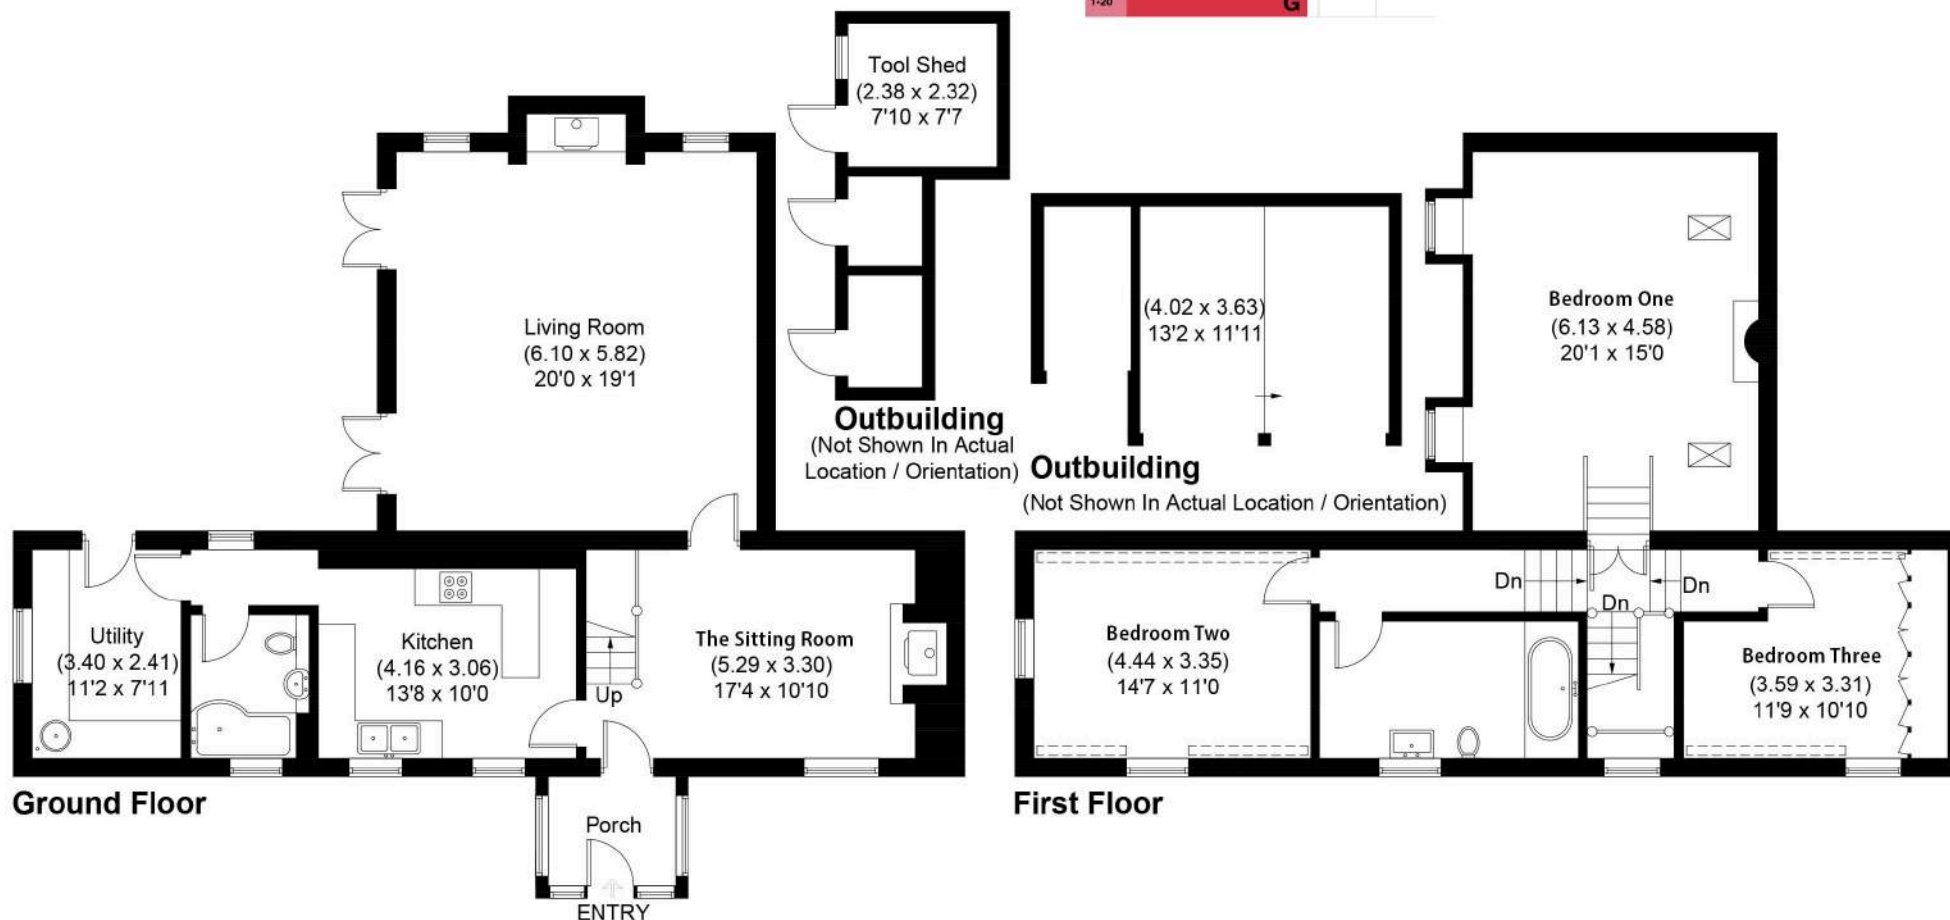 1-20
G
Tool Shed
(2.38 x 2.32)
7'10 x 7'7
Living Room
(6.10 x 5.82)
20'0 x 19'1
Outbuilding
(Not Shown In Actual
Location / Orientation)
(4.02 x 3.63)
13'2 x 11'11
Outbuilding
(Not Shown In Actual Location / Orientation)
Bedroom One
(6.13 x 4.58)
20'1 x 15'0
Utility
(3.40 x 2.41)
11'2 x 7'11
Kitchen
(4.16 x 3.06)
13'8 x 10'0
Up
The Sitting Room
(5.29 x 3.30)
17'4 x 10'10
Porch
ENTRY
Ground Floor
Bedroom Two
(4.44 x 3.35)
14'7 x 11'0
Dn
Dn
Dn
Bedroom Three
(3.59 x 3.31)
11'9 x 10'10
First Floor